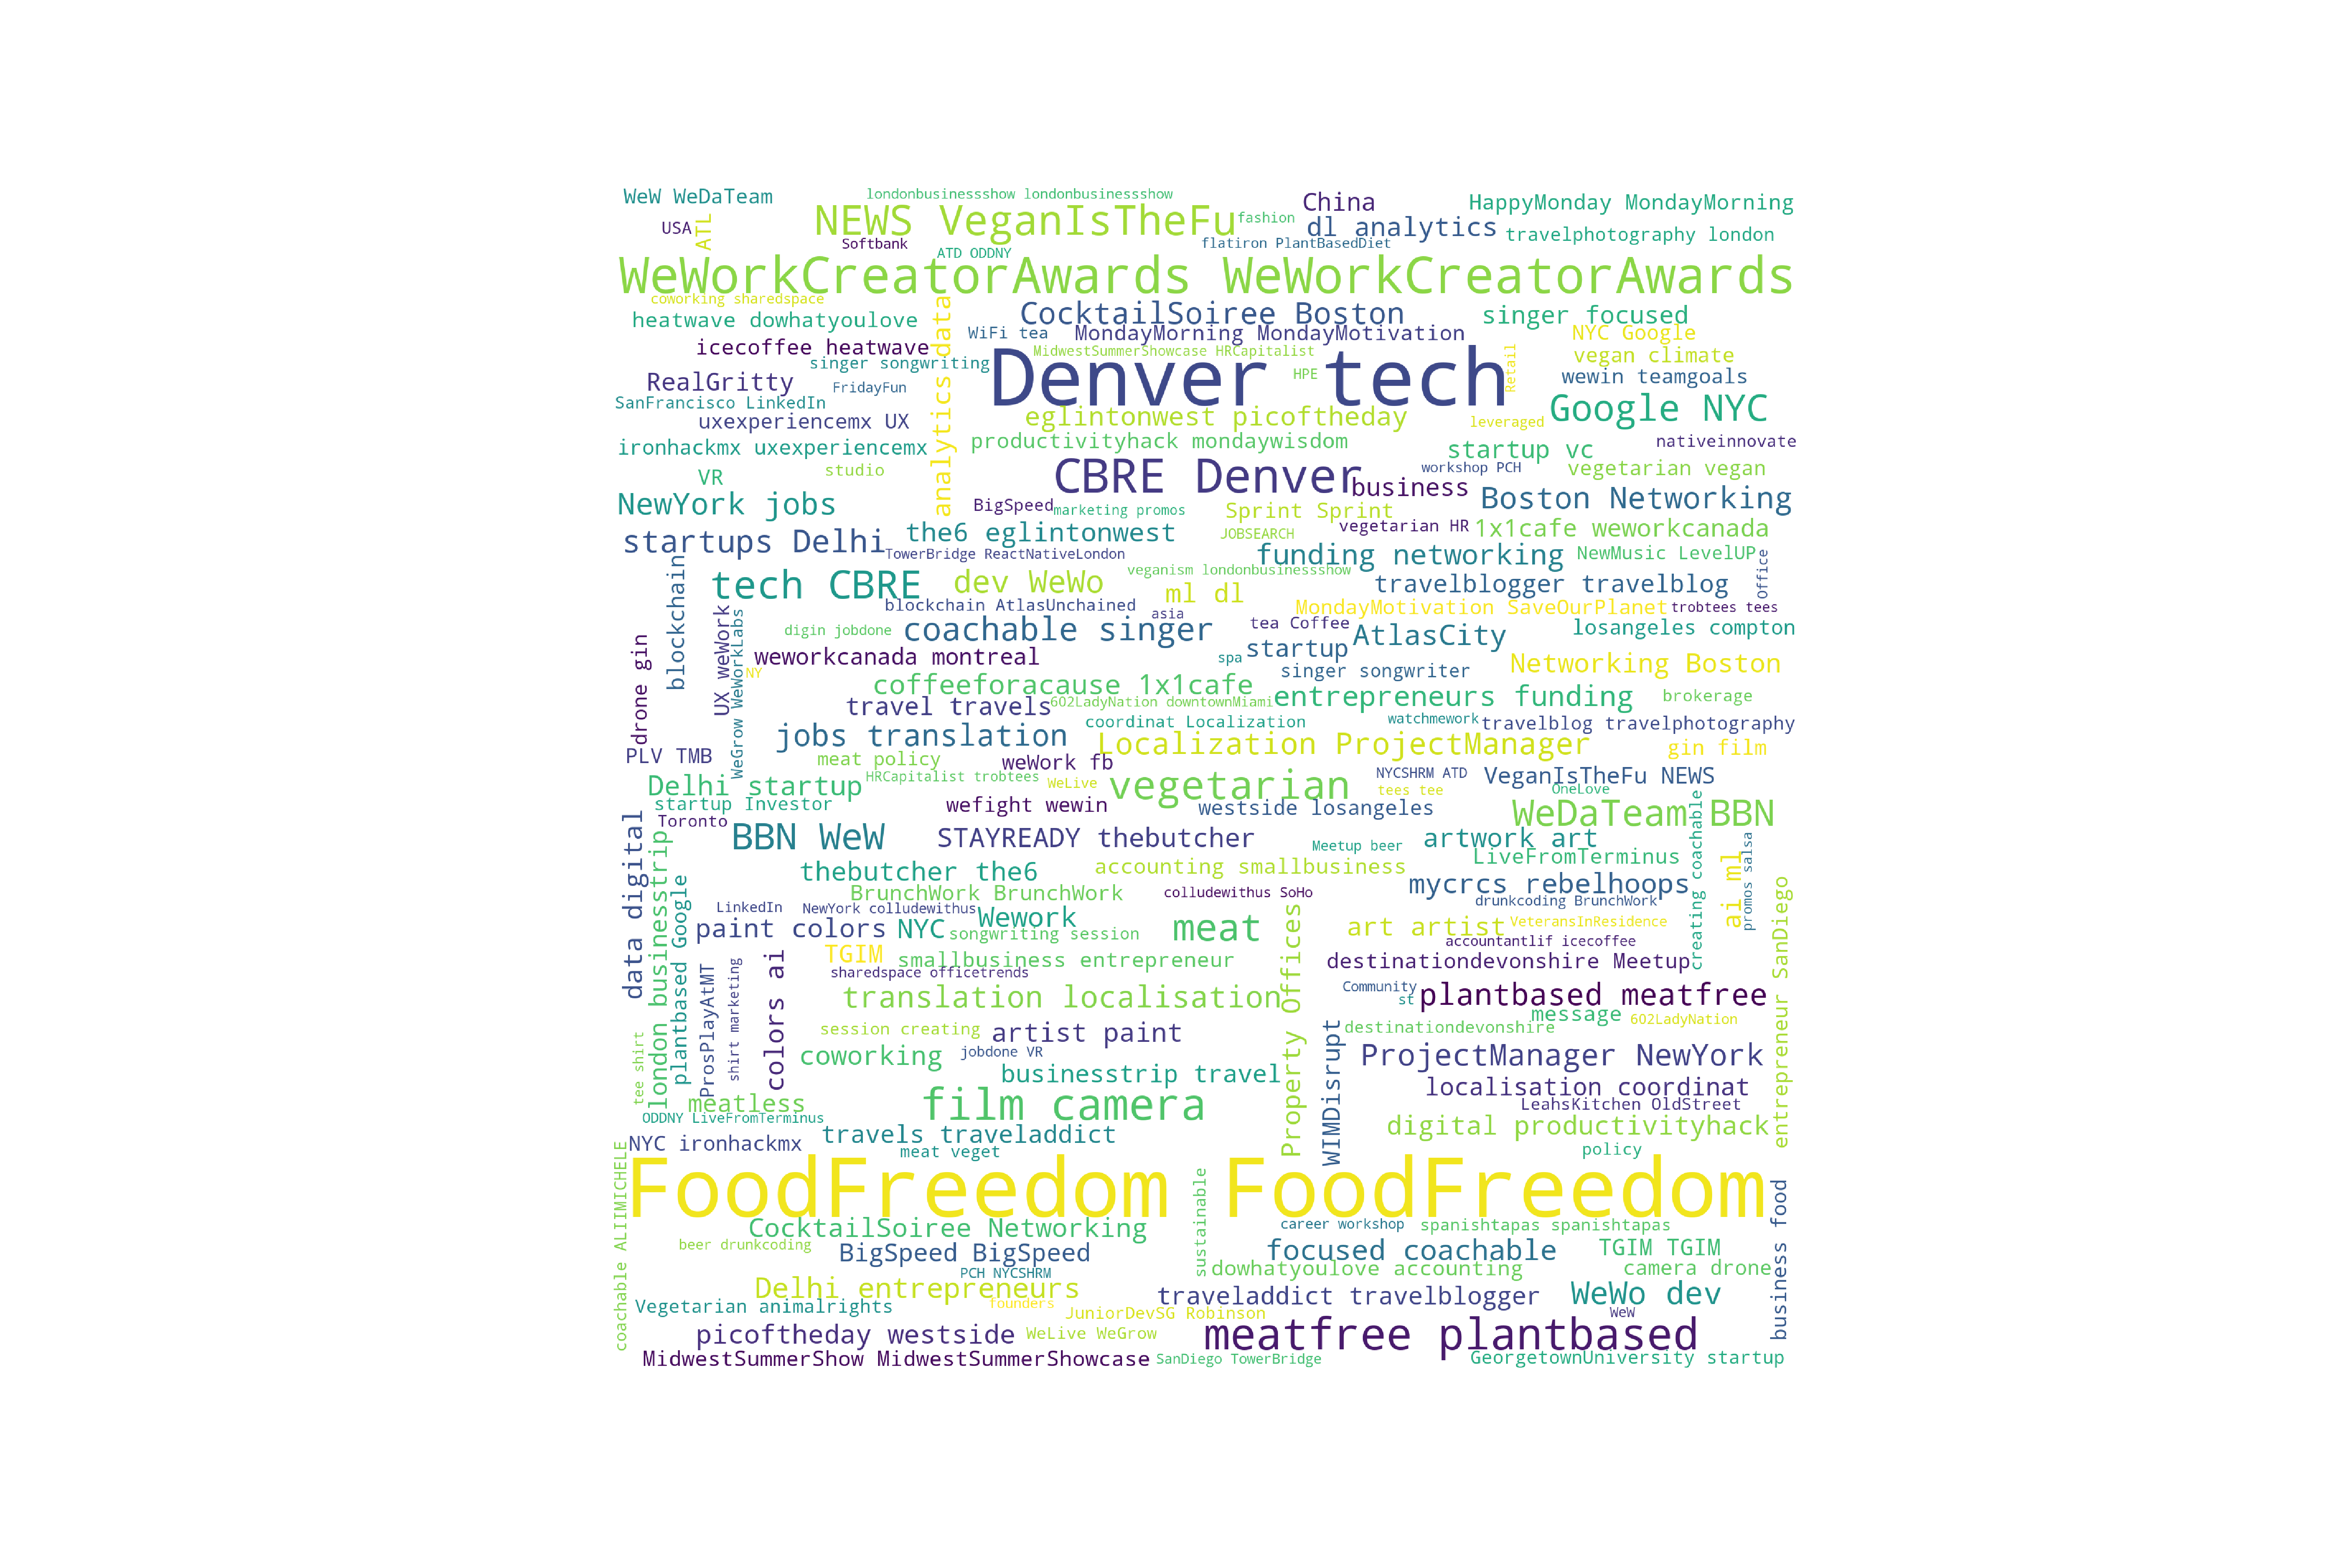 WeW WeDaTeam
londonbusinessshow londonbusinessshow
China
HappyMonday MondayMorning
USA
ATL
NEWS VeganIsTheFu
fashion
dl analytics
travelphotography london
Softbank
ATD ODDNY
flatiron PlantBasedDiet
WeWorkCreatorAwards WeWorkCreatorAwards
coworking sharedspace
analytics data
CocktailSoiree Boston
singer focused
heatwave dowhatyoulove
WiFi tea
MondayMorning MondayMotivation
NYC Google
icecoffee heatwave
MidwestSummerShowcase HRCapitalist
vegan climate
singer songwriting
Denver tech
Retail
HPE
RealGritty
FridayFun
wewin teamgoals
SanFrancisco LinkedIn
eglintonwest picoftheday
Google NYC
uxexperiencemx UX
leveraged
ironhackmx uxexperiencemx
productivityhack mondaywisdom
startup vc
nativeinnovate
VR
studio
CBRE Denver
workshop PCH
vegetarian vegan
business
NewYork jobs
BigSpeed
marketing promos
Sprint Sprint
Boston Networking
the6 eglintonwest
JOBSEARCH
vegetarian HR
1x1cafe weworkcanada
startups Delhi
TowerBridge ReactNativeLondon
funding networking
NewMusic LevelUP
office
blockchain
tech CBRE
dev WeWo
veganism londonbusinessshow
ml dl
travelblogger travelblog
blockchain AtlasUnchained
asia
MondayMotivation SaveOurPlanet
trobtees tees
UX weWork
WeGrow WeWorkLabs
digin jobdone
coachable singer
tea Coffee
startup
AtlasCity
losangeles compton
drone gin
weworkcanada montreal
spa
singer songwriter
Networking Boston
NY
coffeeforacause 1x1cafe
entrepreneurs funding
brokerage
travel travels
602LadyNation downtownMiami
coordinat Localization
watchmework
travelblog travelphotography
jobs translation
Localization ProjectManager
gin film
PLV TMB
meat policy
weWork fb
Delhi startup
HRCapitalist trobtees
WeLive
vegetarian
NYCSHRM ATD
VeganIsTheFu NEWS
tees tee
OneLove
startup Investor
wefight wewin
westside losangeles
WeDaTeam BBN
creating coachable
Toronto
data digital
london businesstrip
BBN WeW
STAYREADY thebutcher
Meetup beer
artwork art
promos salsa
LiveFromTerminus
ai ml
thebutcher the6
accounting smallbusiness
mycrcs rebelhoops
BrunchWork BrunchWork
colludewithus SoHo
drunkcoding BrunchWork
plantbased Google
LinkedIn
NewYork colludewithus
Wework
meat
Property Offices
art artist
VeteransInResidence
entrepreneur SanDiego
paint colors
NYC
songwriting session
accountantlif icecoffee
TGIM
smallbusiness entrepreneur
destinationdevonshire Meetup
colors ai
ProsPlayAtMT
shirt marketing
sharedspace officetrends
translation localisation
Community
st
plantbased meatfree
message
602LadyNation
session creating
artist paint
WIMDisrupt
destinationdevonshire
tee shirt
coworking
jobdone VR
ProjectManager NewYork
businesstrip travel
localisation coordinat
meatless
film camera
LeahsKitchen OldStreet
ODDNY LiveFromTerminus
digital productivityhack
NYC ironhackmx
travels traveladdict
meat veget
policy
coachable ALIIMICHELE
FoodFreedom FoodFreedom
sustainable
business food
CocktailSoiree Networking
career workshop
spanishtapas spanishtapas
beer drunkcoding
BigSpeed BigSpeed
focused coachable
TGIM TGIM
PCH NYCSHRM
dowhatyoulove accounting
camera drone
Delhi entrepreneurs
founders
traveladdict travelblogger
WeWo dev
Vegetarian animalrights
JuniorDevSG Robinson
WeW
picoftheday westside
WeLive WeGrow
meatfree plantbased
MidwestSummerShow MidwestSummerShowcase
SanDiego TowerBridge
GeorgetownUniversity startup